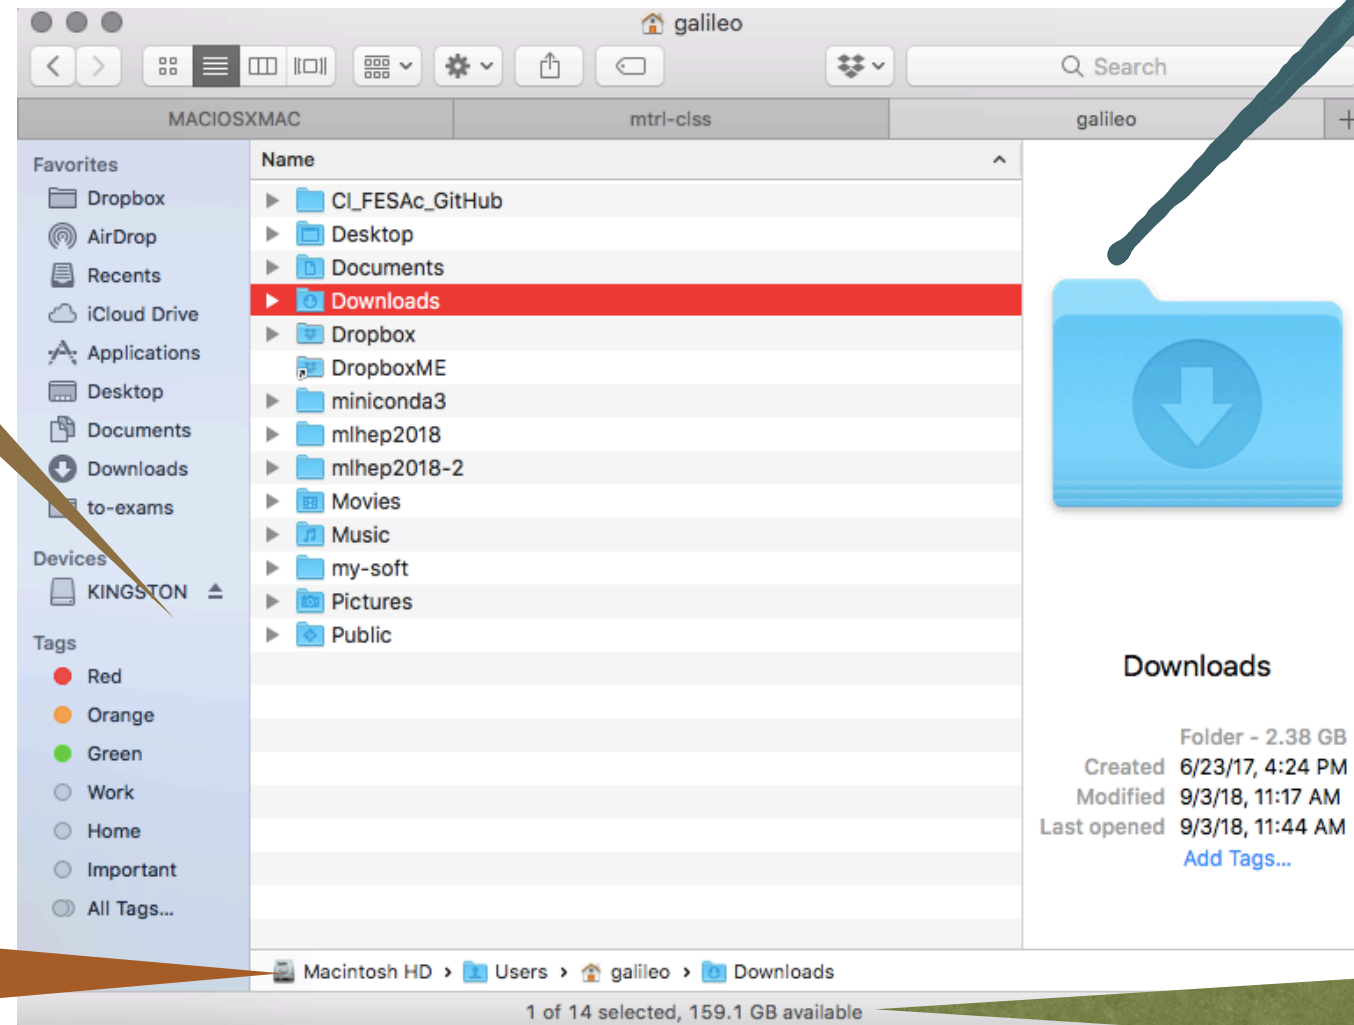 galileo
Search
MACIOSXMAC mtrl-clss galileo
Favorites
Dropbox
AirDrop
Recents
iCloud Drive
Applications
Desktop
Documents
Downloads
to-exams
Devices
KINGSTON
Tags
Red
Orange
Green
Work
Home
Important
All Tags...
Name
CI_FESAc_GitHub
Desktop
Documents
Downloads
Dropbox
DropboxME
miniconda3
mlhep2018
mlhep2018-2
Movies
Music
my-soft
Pictures
Public
Downloads
Folder - 2.38 GB
Created 6/23/17, 4:24 PM
Modified 9/3/18, 11:17 AM
Last opened 9/3/18, 11:44 AM
Add Tags...
Macintosh HD › Users › galileo › Downloads
1 of 14 selected, 159.1 GB available